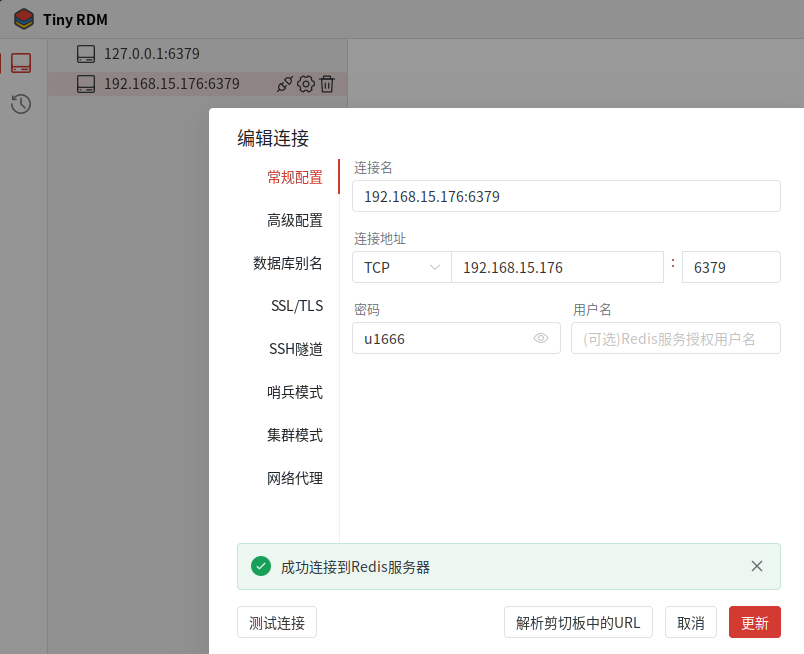 Tiny RDM
127.0.0.1:6379
192.168.15.176:6379
编辑连接
常规配置
高级配置
数据库别名
SSL/TLS
SSH隧道
哨兵模式
集群模式
网络代理
连接名
192.168.15.176:6379
连接地址
TCP 192.168.15.176 : 6379
密码 用户名
u1666 (可选)Redis服务授权用户名
成功连接到Redis服务器
测试连接 解析剪切板中的URL 取消 更新